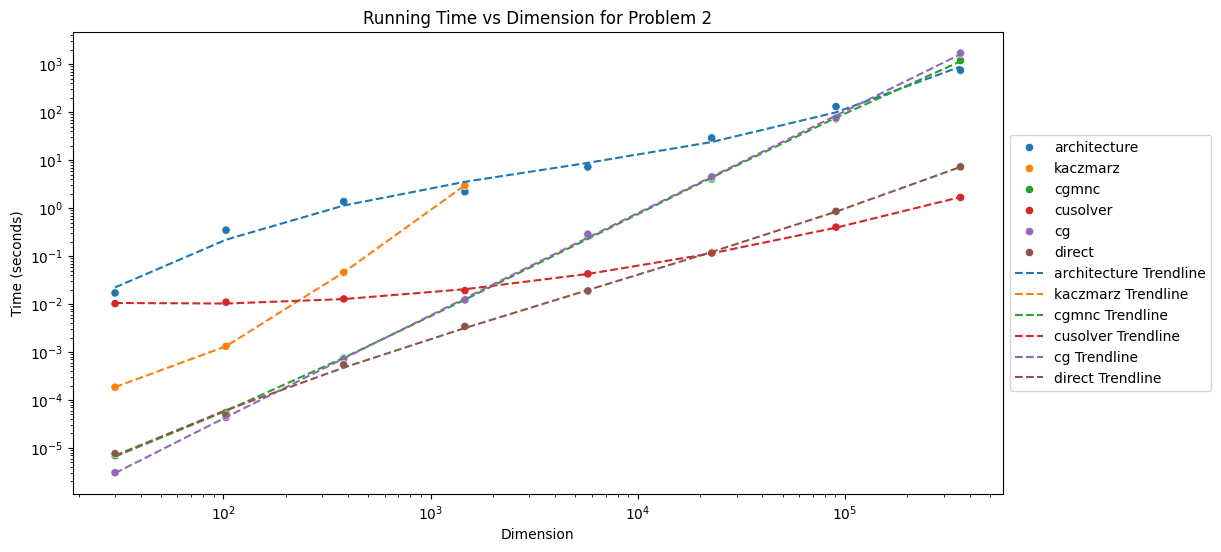 Running Time vs Dimension for Problem 2
Time (seconds)
10³
10²
10¹
10⁰
10⁻¹
10⁻²
10⁻³
10⁻⁴
10⁻⁵
10²
10³
10⁴
10⁵
Dimension
architecture
kaczmarz
cgmnc
cusolver
cg
direct
architecture Trendline
kaczmarz Trendline
cgmnc Trendline
cusolver Trendline
cg Trendline
direct Trendline